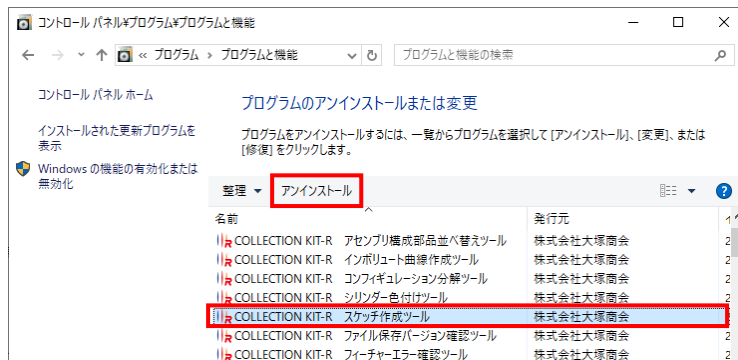 コントロール パネル¥プログラム¥プログラムと機能
« プログラム › プログラムと機能
プログラムと機能の検索
コントロール パネル ホーム
インストールされた更新プログラムを
表示
Windows の機能の有効化または
無効化
プログラムのアンインストールまたは変更
プログラムをアンインストールするには、一覧からプログラムを選択して [アンインストール]、[変更]、または
[修復] をクリックします。
整理 アンインストール
名前 発行元
COLLECTION KIT-R アセンブリ構成部品並べ替えツール 株式会社大塚商会 2
COLLECTION KIT-R インボリュート曲線作成ツール 株式会社大塚商会 2
COLLECTION KIT-R コンフィギュレーション分解ツール 株式会社大塚商会 2
COLLECTION KIT-R シリンダー色付けツール 株式会社大塚商会 2
COLLECTION KIT-R スケッチ作成ツール 株式会社大塚商会 2
COLLECTION KIT-R ファイル保存バージョン確認ツール 株式会社大塚商会 2
COLLECTION KIT-R フィーチャーエラー確認ツール 株式会社大塚商会 2